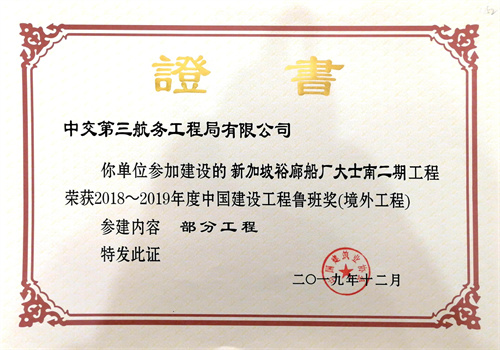 證書
中交第三航务工程局有限公司
你单位参加建设的 新加坡裕廊船厂大士南二期工程
荣获2018～2019年度中国建设工程鲁班奖(境外工程)
参建内容 部分工程
特发此证
二〇一九年十二月